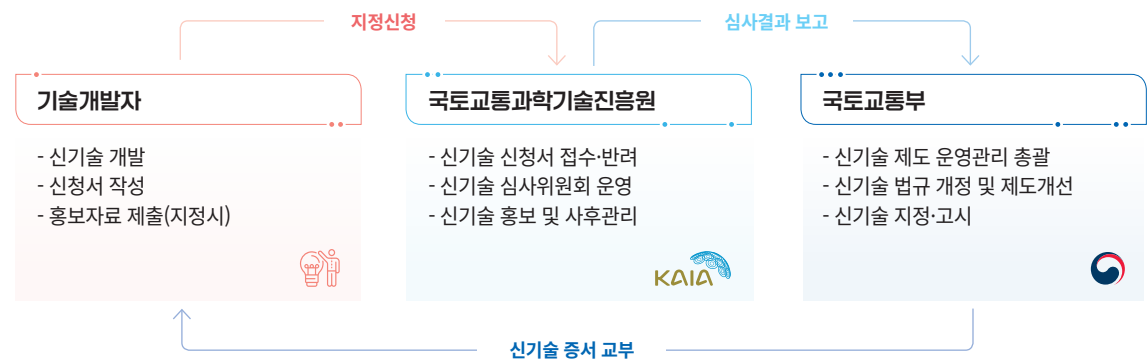 지정신청
심사결과 보고
기술개발자
- 신기술 개발
- 신청서 작성
- 홍보자료 제출(지정시)
국토교통과학기술진흥원
- 신기술 신청서 접수·반려
- 신기술 심사위원회 운영
- 신기술 홍보 및 사후관리
KAIA
국토교통부
- 신기술 제도 운영관리 총괄
- 신기술 법규 개정 및 제도개선
- 신기술 지정·고시
신기술 증서 교부